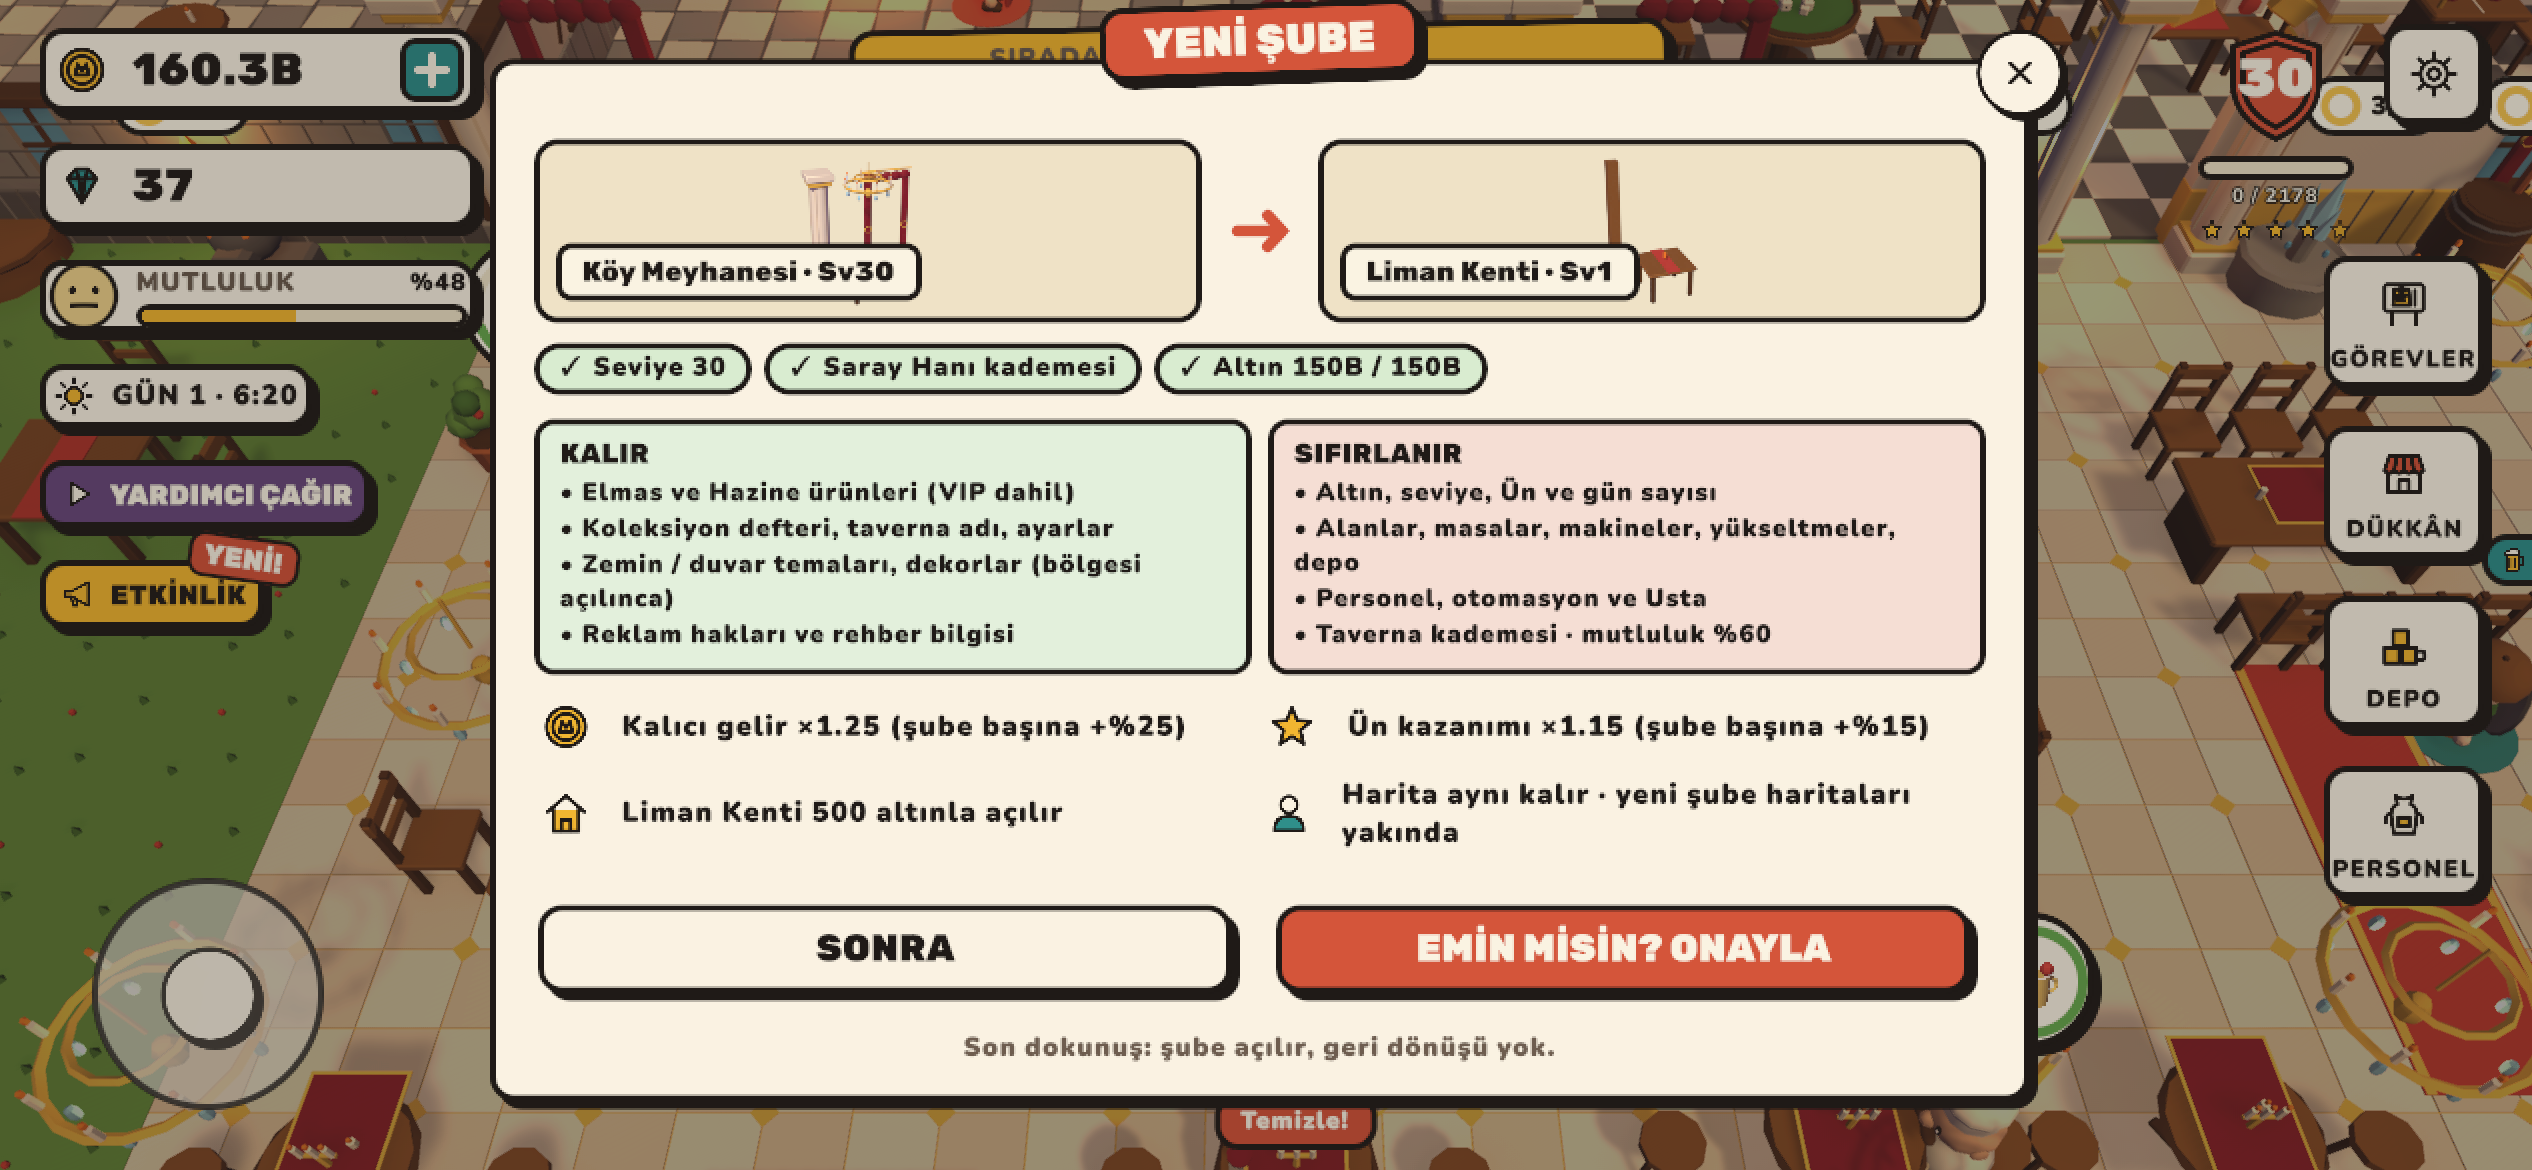 YENİ ŞUBE
SIRADA
160.3B
37
MUTLULUK %48
GÜN 1 · 6:20
YARDIMCI ÇAĞIR
YENİ!
ETKİNLİK
30
0 / 2178
GÖREVLER
DÜKKÂN
DEPO
PERSONEL
Köy Meyhanesi · Sv30
Liman Kenti · Sv1
✓ Seviye 30
✓ Saray Hanı kademesi
✓ Altın 150B / 150B
KALIR
• Elmas ve Hazine ürünleri (VIP dahil)
• Koleksiyon defteri, taverna adı, ayarlar
• Zemin / duvar temaları, dekorlar (bölgesi
açılınca)
• Reklam hakları ve rehber bilgisi
SIFIRLANIR
• Altın, seviye, Ün ve gün sayısı
• Alanlar, masalar, makineler, yükseltmeler,
depo
• Personel, otomasyon ve Usta
• Taverna kademesi · mutluluk %60
Kalıcı gelir ×1.25 (şube başına +%25)
Ün kazanımı ×1.15 (şube başına +%15)
Liman Kenti 500 altınla açılır
Harita aynı kalır · yeni şube haritaları
yakında
SONRA
EMİN MİSİN? ONAYLA
Son dokunuş: şube açılır, geri dönüşü yok.
Temizle!